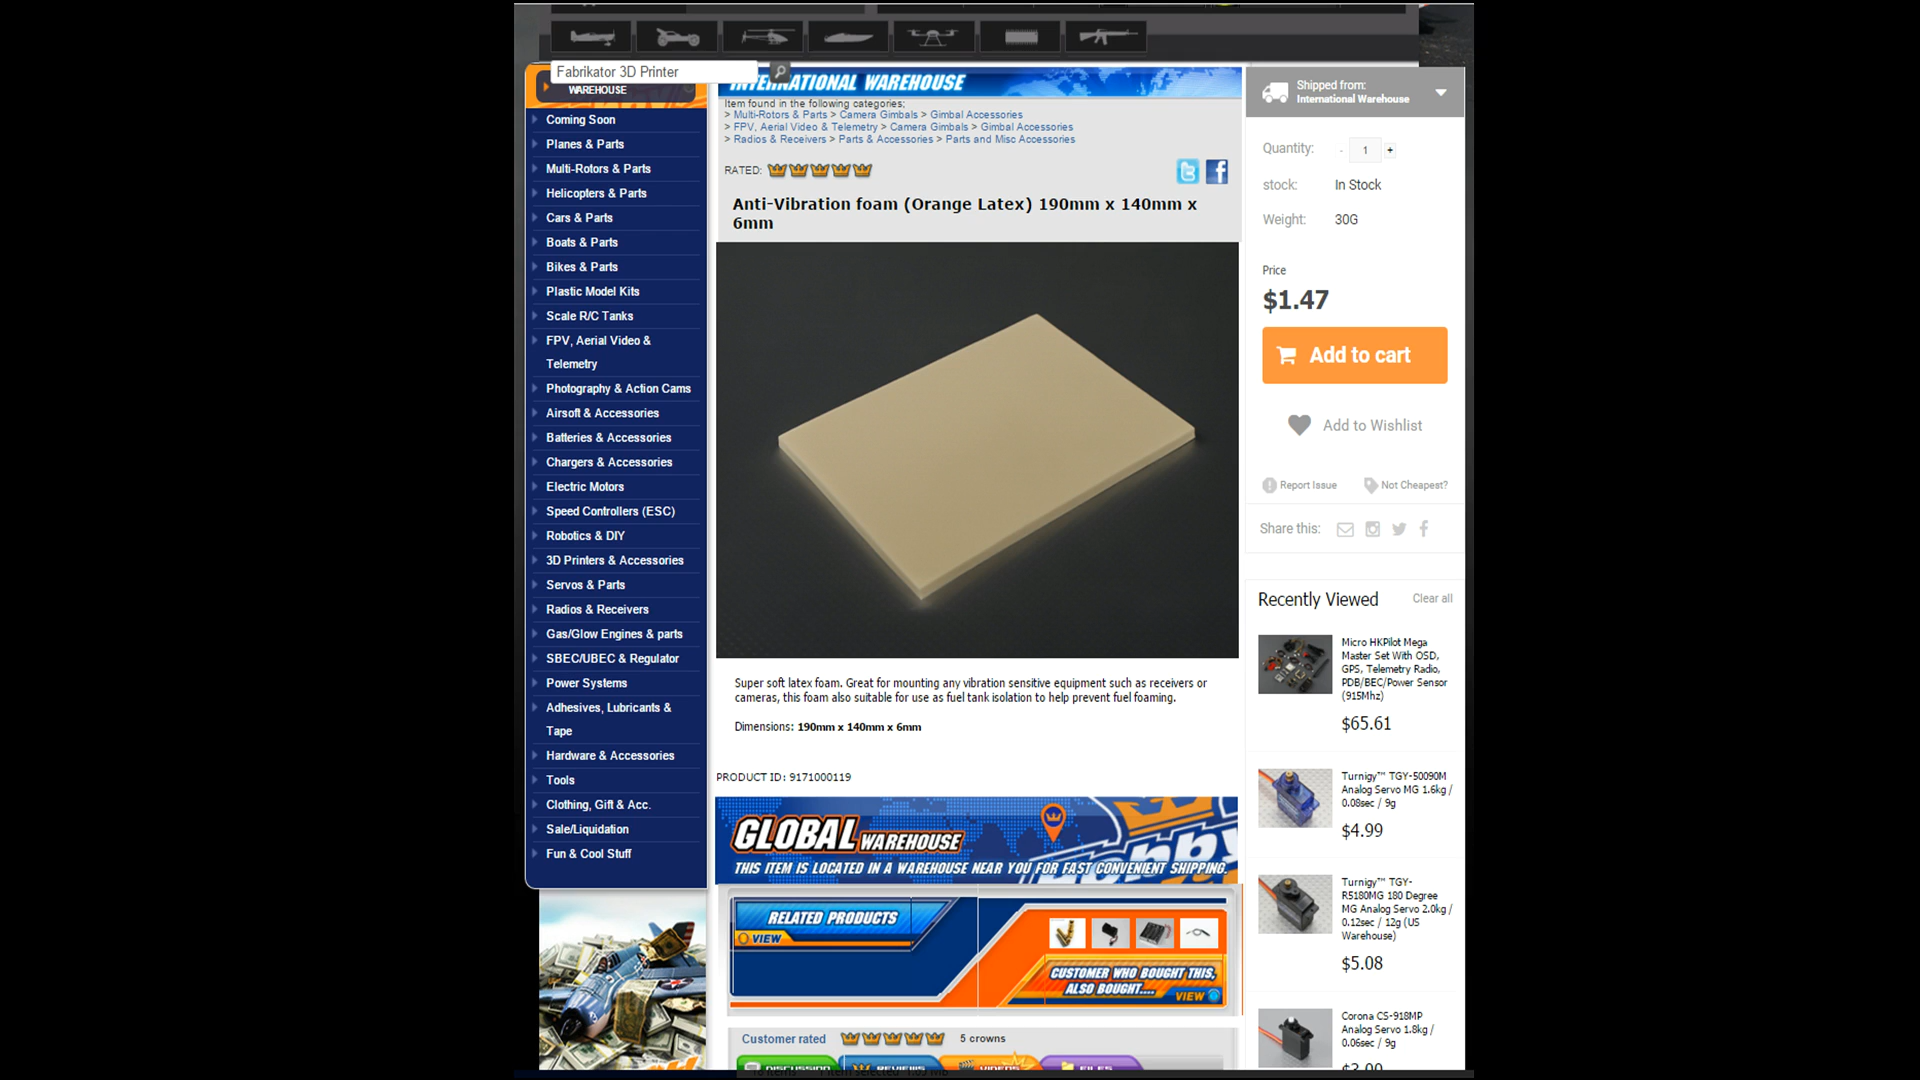 Fabrikator 3D Printer
WAREHOUSE
Coming Soon
Planes & Parts
Multi-Rotors & Parts
Helicopters & Parts
Cars & Parts
Boats & Parts
Bikes & Parts
Plastic Model Kits
Scale R/C Tanks
FPV, Aerial Video &
Telemetry
Photography & Action Cams
Airsoft & Accessories
Batteries & Accessories
Chargers & Accessories
Electric Motors
Speed Controllers (ESC)
Robotics & DIY
3D Printers & Accessories
Servos & Parts
Radios & Receivers
Gas/Glow Engines & parts
SBEC/UBEC & Regulator
Power Systems
Adhesives, Lubricants &
Tape
Hardware & Accessories
Tools
Clothing, Gift & Acc.
Sale/Liquidation
Fun & Cool Stuff
INTERNATIONAL WAREHOUSE
Item found in the following categories:
> Multi-Rotors & Parts > Camera Gimbals > Gimbal Accessories
> FPV, Aerial Video & Telemetry > Camera Gimbals > Gimbal Accessories
> Radios & Receivers > Parts & Accessories > Parts and Misc Accessories
RATED:
Anti-Vibration foam (Orange Latex) 190mm x 140mm x
6mm
Super soft latex foam. Great for mounting any vibration sensitive equipment such as receivers or
cameras, this foam also suitable for use as fuel tank isolation to help prevent fuel foaming.
Dimensions: 190mm x 140mm x 6mm
PRODUCT ID: 9171000119
GLOBAL WAREHOUSE
THIS ITEM IS LOCATED IN A WAREHOUSE NEAR YOU FOR FAST CONVENIENT SHIPPING.
RELATED PRODUCTS
VIEW
CUSTOMER WHO BOUGHT THIS,
ALSO BOUGHT....
VIEW
Customer rated 5 crowns
DISCUSSION REVIEWS VIDEOS FILES
Shipped from:
International Warehouse
Quantity: - 1 +
stock: In Stock
Weight: 30G
Price
$1.47
Add to cart
Add to Wishlist
Report Issue Not Cheapest?
Share this:
Recently Viewed Clear all
Micro HKPilot Mega
Master Set With OSD,
GPS, Telemetry Radio,
PDB/BEC/Power Sensor
(915Mhz)
$65.61
Turnigy™ TGY-50090M
Analog Servo MG 1.6kg /
0.08sec / 9g
$4.99
Turnigy™ TGY-
R5180MG 180 Degree
MG Analog Servo 2.0kg /
0.12sec / 12g (US
Warehouse)
$5.08
Corona CS-918MP
Analog Servo 1.8kg /
0.06sec / 9g